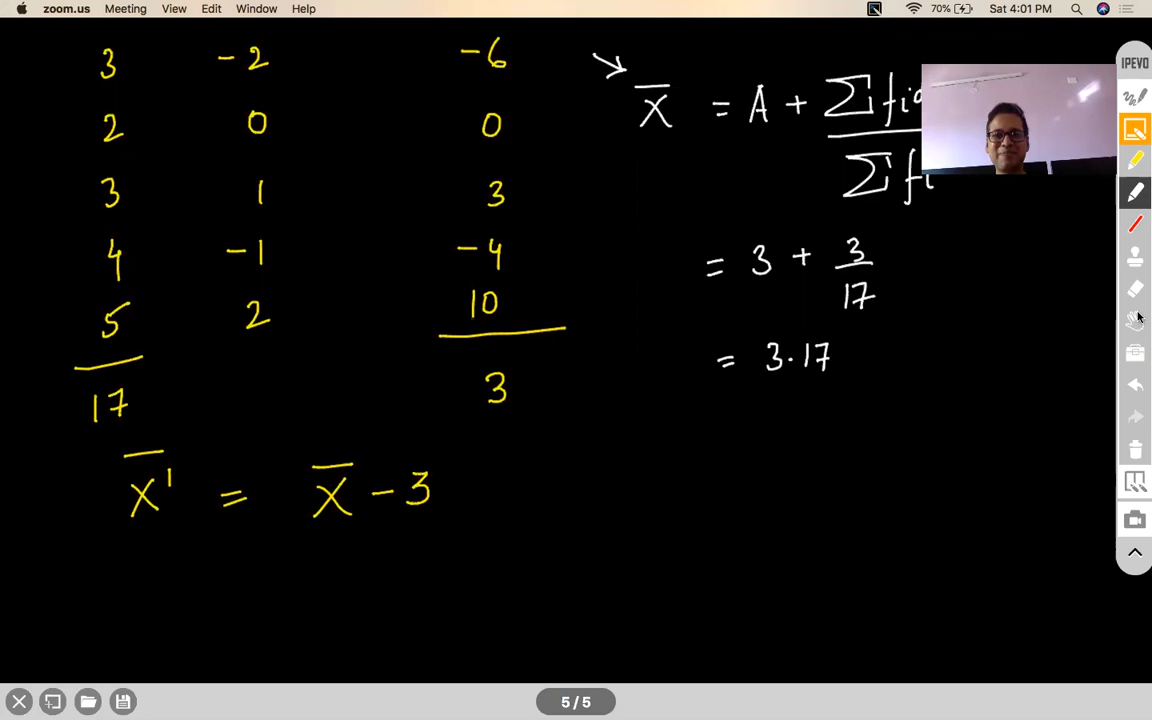 zoom.us Meeting View Edit Window Help 70% Sat 4:01 PM
IPEVO
3 -2 -6
2 0 0
3 1 3
4 -1 -4
5 2 10
17 3
x̄' = x̄ - 3
x̄ = A + Σfid
Σfi
= 3 + 3/17
= 3·17
5 / 5